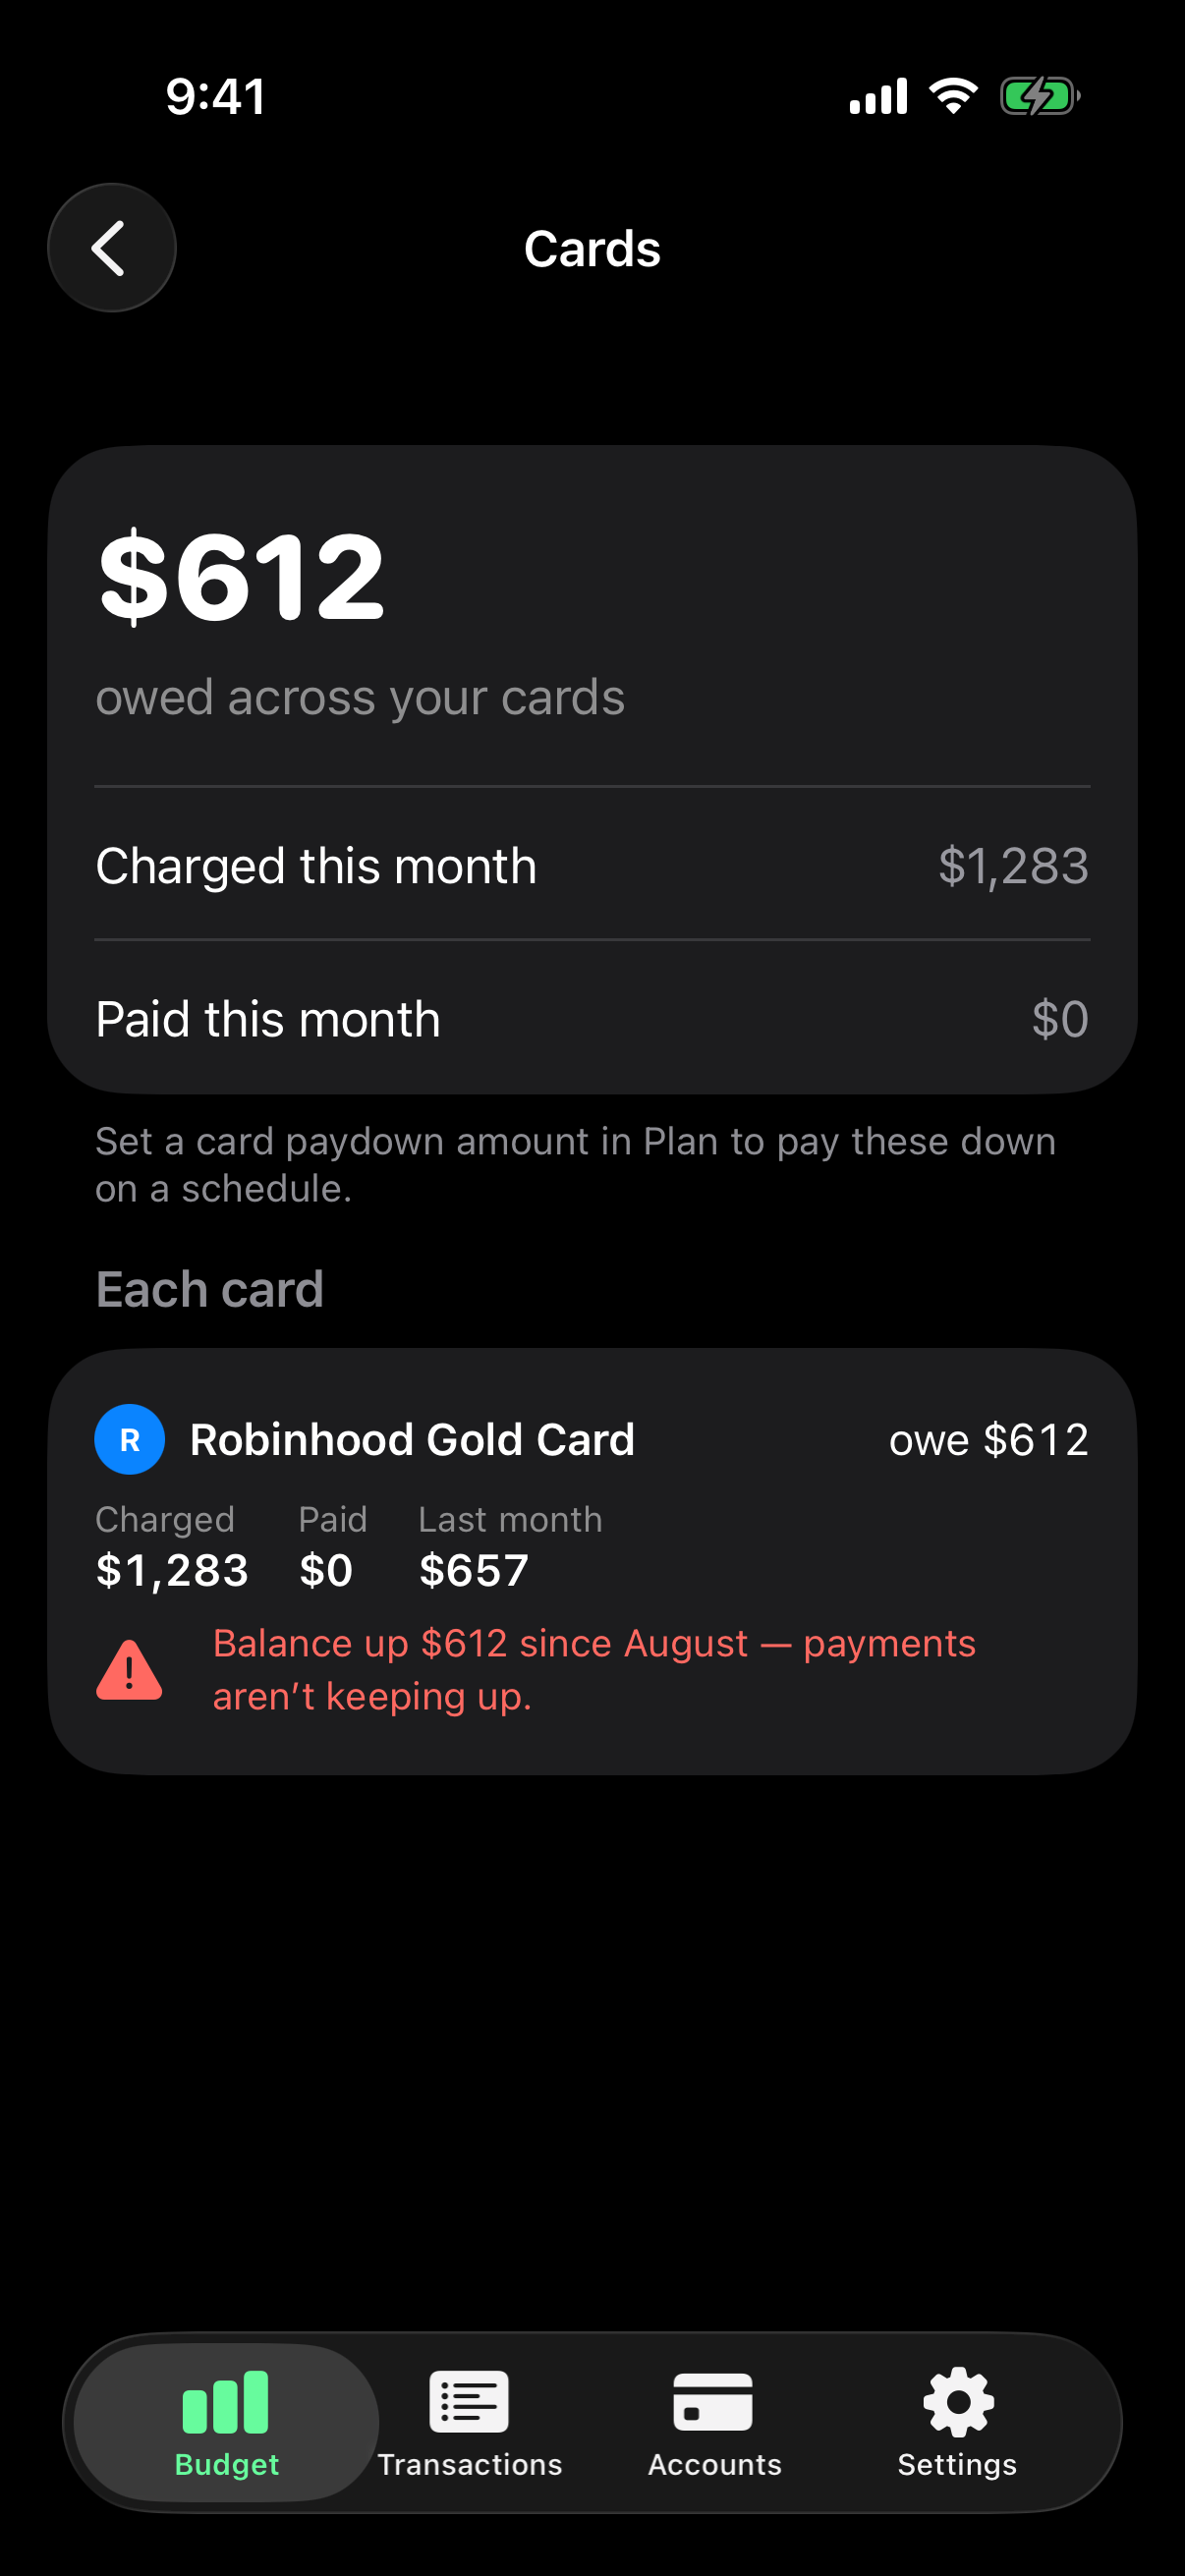 9:41
Cards
$612
owed across your cards
Charged this month $1,283
Paid this month $0
Set a card paydown amount in Plan to pay these down
on a schedule.
Each card
R Robinhood Gold Card owe $612
Charged Paid Last month
$1,283 $0 $657
Balance up $612 since August — payments
aren’t keeping up.
Budget Transactions Accounts Settings